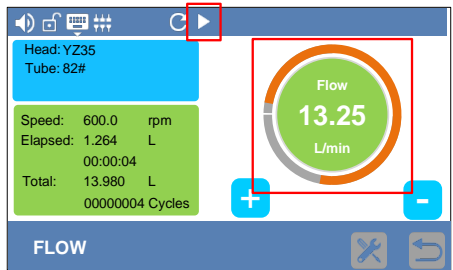 Head: YZ35
Tube: 82#
Speed: 600.0 rpm
Elapsed: 1.264 L
00:00:04
Total: 13.980 L
00000004 Cycles
Flow
13.25
L/min
+
-
FLOW